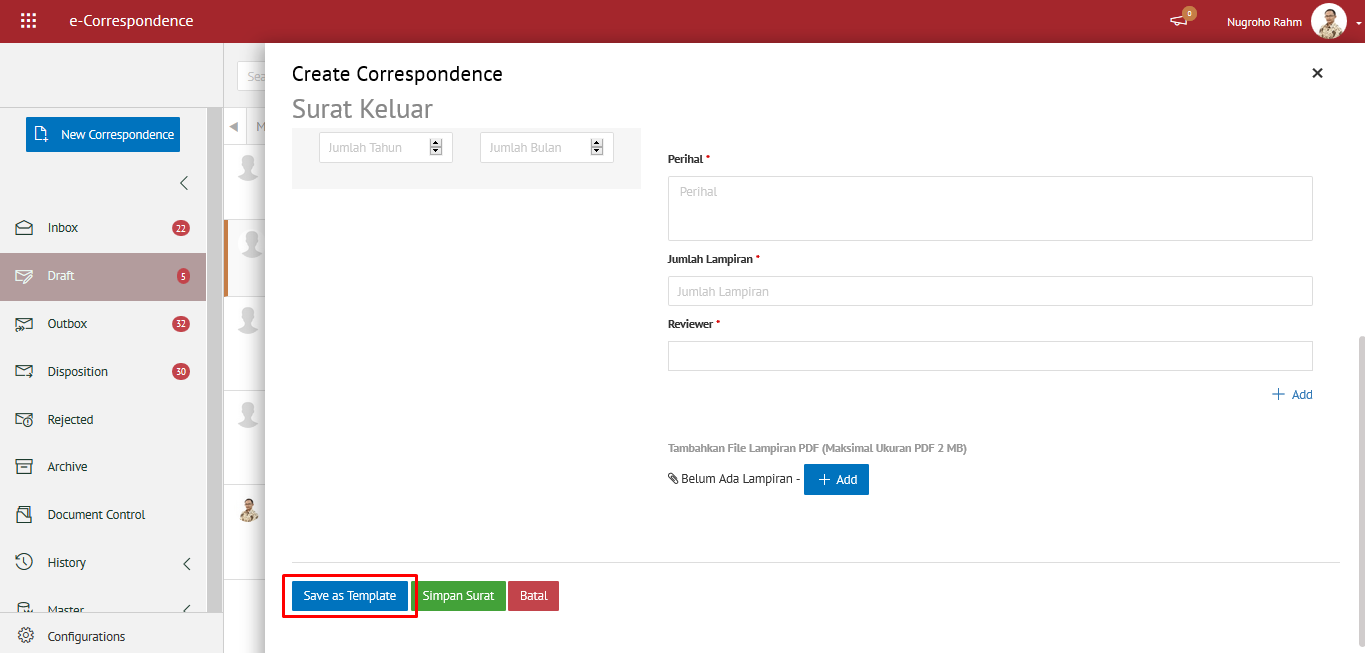 e-Correspondence
0
Nugroho Rahm
Sea
Create Correspondence
Surat Keluar
New Correspondence
M
Jumlah Tahun
Jumlah Bulan
Perihal *
Perihal
Inbox
22
Draft
5
Jumlah Lampiran *
Jumlah Lampiran
Outbox
32
Reviewer *
Disposition
30
Add
Rejected
Tambahkan File Lampiran PDF (Maksimal Ukuran PDF 2 MB)
Archive
Belum Ada Lampiran -
Add
Document Control
History
Save as Template
Simpan Surat
Batal
Master
Configurations